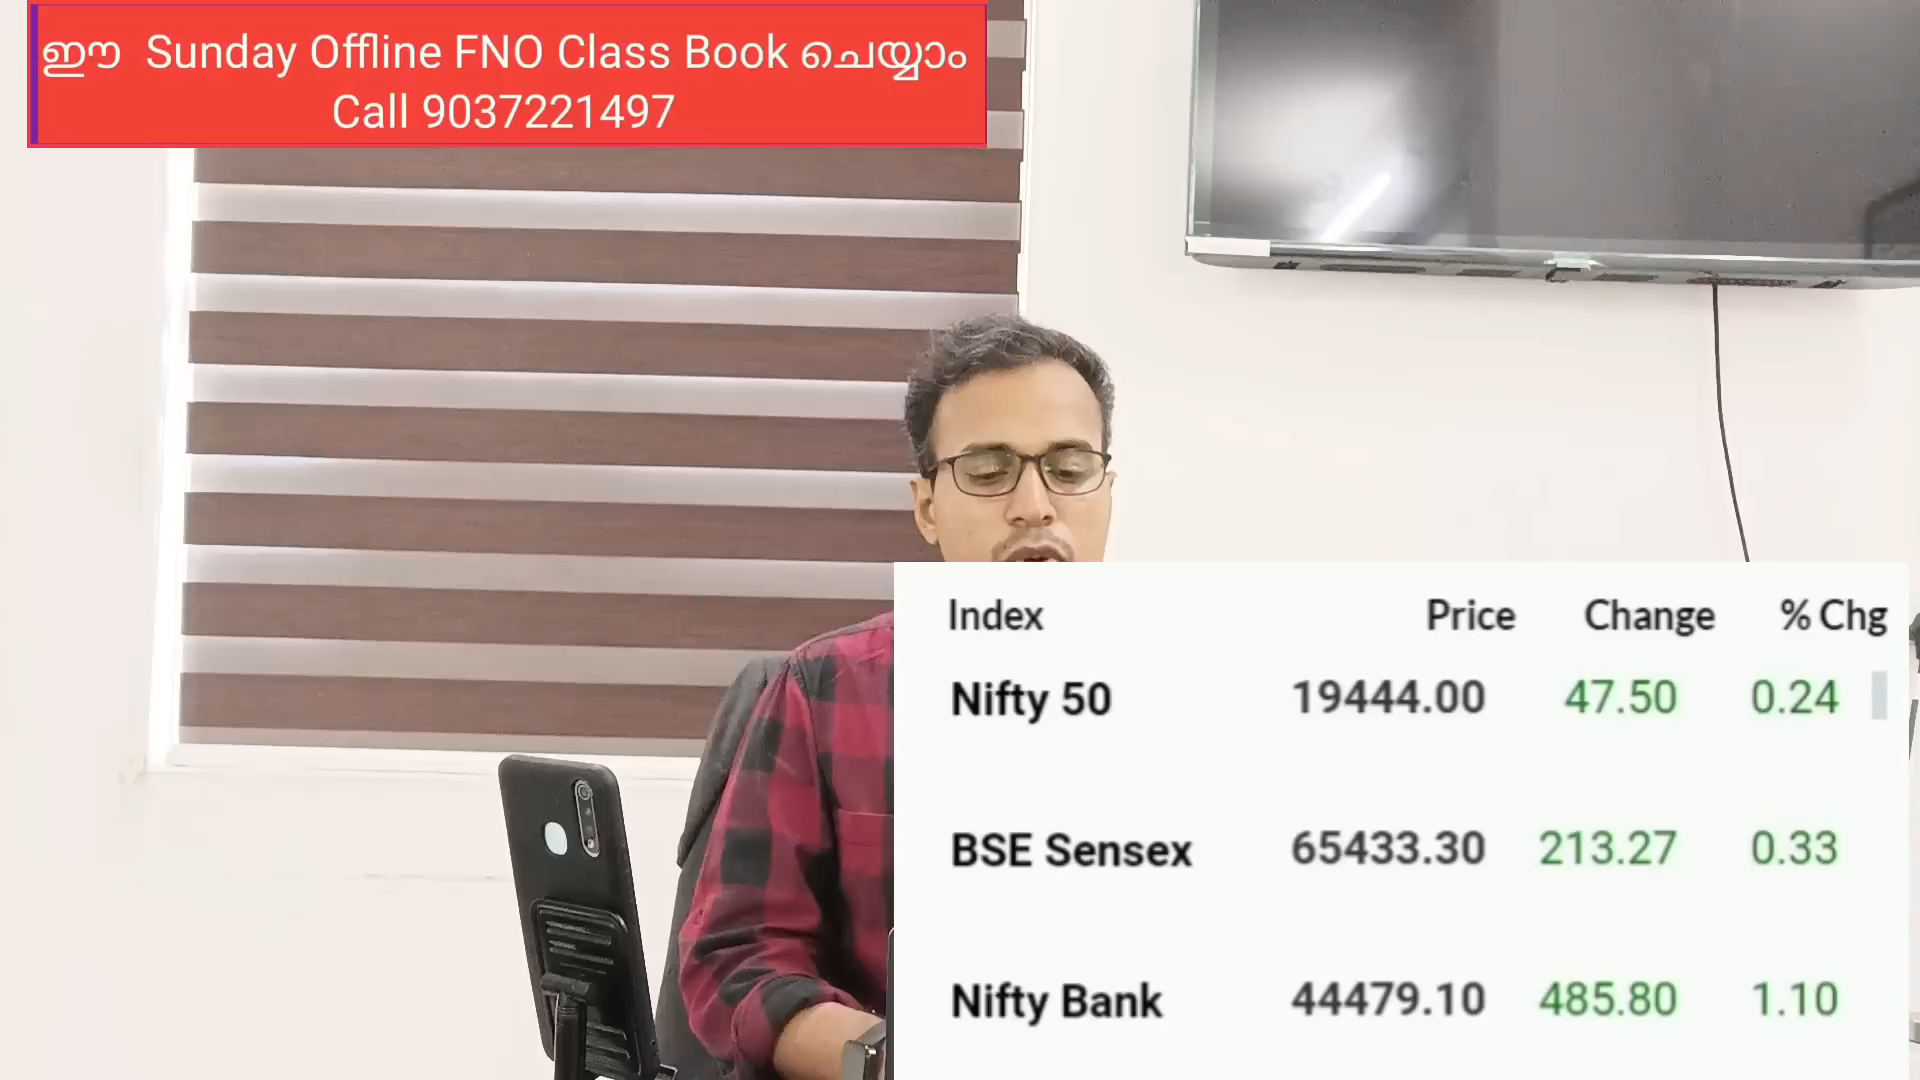 ഈ Sunday Offline FNO Class Book ചെയ്യാം
Call 9037221497
Index Price Change % Chg
Nifty 50 19444.00 47.50 0.24
BSE Sensex 65433.30 213.27 0.33
Nifty Bank 44479.10 485.80 1.10